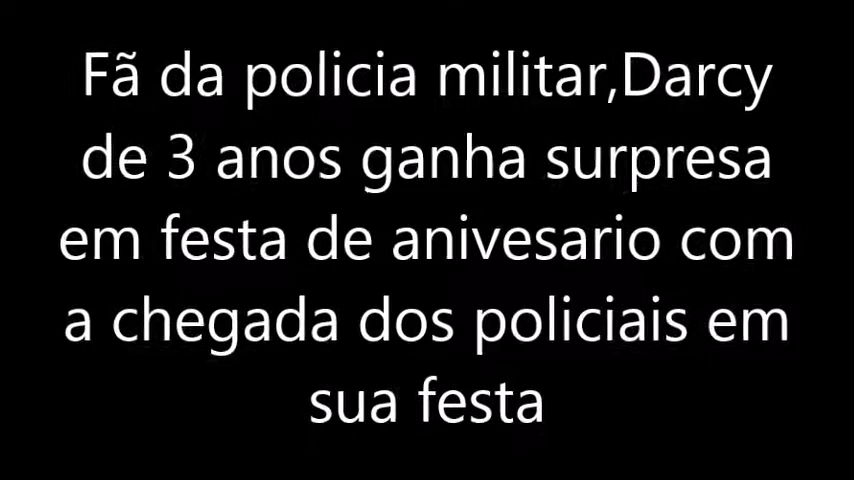 Fã da policia militar,Darcy
de 3 anos ganha surpresa
em festa de anivesario com
a chegada dos policiais em
sua festa